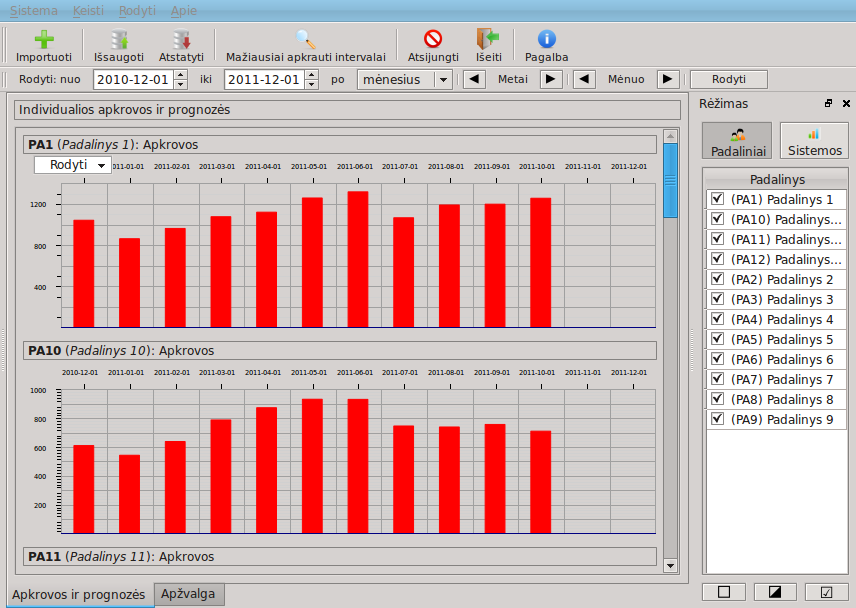 Sistema Keisti Rodyti Apie
Importuoti Išsaugoti Atstatyti Mažiausiai apkrauti intervalai Atsijungti Išeiti Pagalba
Rodyti: nuo 2010-12-01 iki 2011-12-01 po mėnesius Metai Mėnuo Rodyti
Individualios apkrovos ir prognozės
PA1 (Padalinys 1): Apkrovos
Rodyti 011-01-01 2011-02-01 2011-03-01 2011-04-01 2011-05-01 2011-06-01 2011-07-01 2011-08-01 2011-09-01 2011-10-01 2011-11-01 2011-12-01
1200
800
400
PA10 (Padalinys 10): Apkrovos
2010-12-01 2011-01-01 2011-02-01 2011-03-01 2011-04-01 2011-05-01 2011-06-01 2011-07-01 2011-08-01 2011-09-01 2011-10-01 2011-11-01 2011-12-01
1000
800
600
400
200
PA11 (Padalinys 11): Apkrovos
Apkrovos ir prognozės Apžvalga
Rėžimas
Padaliniai Sistemos
Padalinys
(PA1) Padalinys 1
(PA10) Padalinys...
(PA11) Padalinys...
(PA12) Padalinys...
(PA2) Padalinys 2
(PA3) Padalinys 3
(PA4) Padalinys 4
(PA5) Padalinys 5
(PA6) Padalinys 6
(PA7) Padalinys 7
(PA8) Padalinys 8
(PA9) Padalinys 9